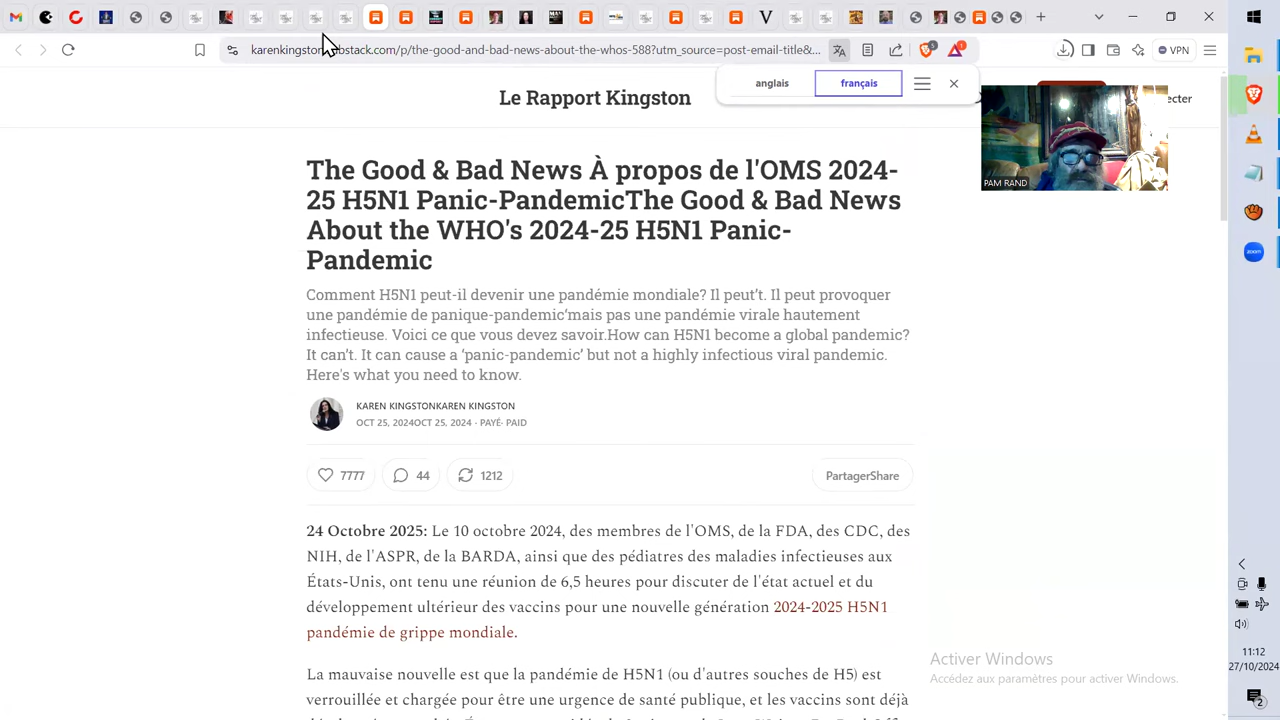 karenkingston.substack.com/p/the-good-and-bad-news-about-the-whos-588?utm_source=post-email-title&...
VPN
anglais
français
Le Rapport Kingston
cter
PAM RAND
The Good & Bad News À propos de l'OMS 2024-
25 H5N1 Panic-PandemicThe Good & Bad News
About the WHO's 2024-25 H5N1 Panic-
Pandemic
Comment H5N1 peut-il devenir une pandémie mondiale? Il peut’t. Il peut provoquer
une pandémie de panique-pandemic‘mais pas une pandémie virale hautement
infectieuse. Voici ce que vous devez savoir.How can H5N1 become a global pandemic?
It can’t. It can cause a ‘panic-pandemic’ but not a highly infectious viral pandemic.
Here's what you need to know.
KAREN KINGSTONKAREN KINGSTON
OCT 25, 2024OCT 25, 2024 · PAYÉ· PAID
7777
44
1212
PartagerShare
24 Octobre 2025: Le 10 octobre 2024, des membres de l'OMS, de la FDA, des CDC, des
NIH, de l'ASPR, de la BARDA, ainsi que des pédiatres des maladies infectieuses aux
États-Unis, ont tenu une réunion de 6,5 heures pour discuter de l'état actuel et du
développement ultérieur des vaccins pour une nouvelle génération 2024-2025 H5N1
pandémie de grippe mondiale.
La mauvaise nouvelle est que la pandémie de H5N1 (ou d'autres souches de H5) est
verrouillée et chargée pour être une urgence de santé publique, et les vaccins sont déjà
Activer Windows
Accédez aux paramètres pour activer Windows.
11:12
27/10/2024
2